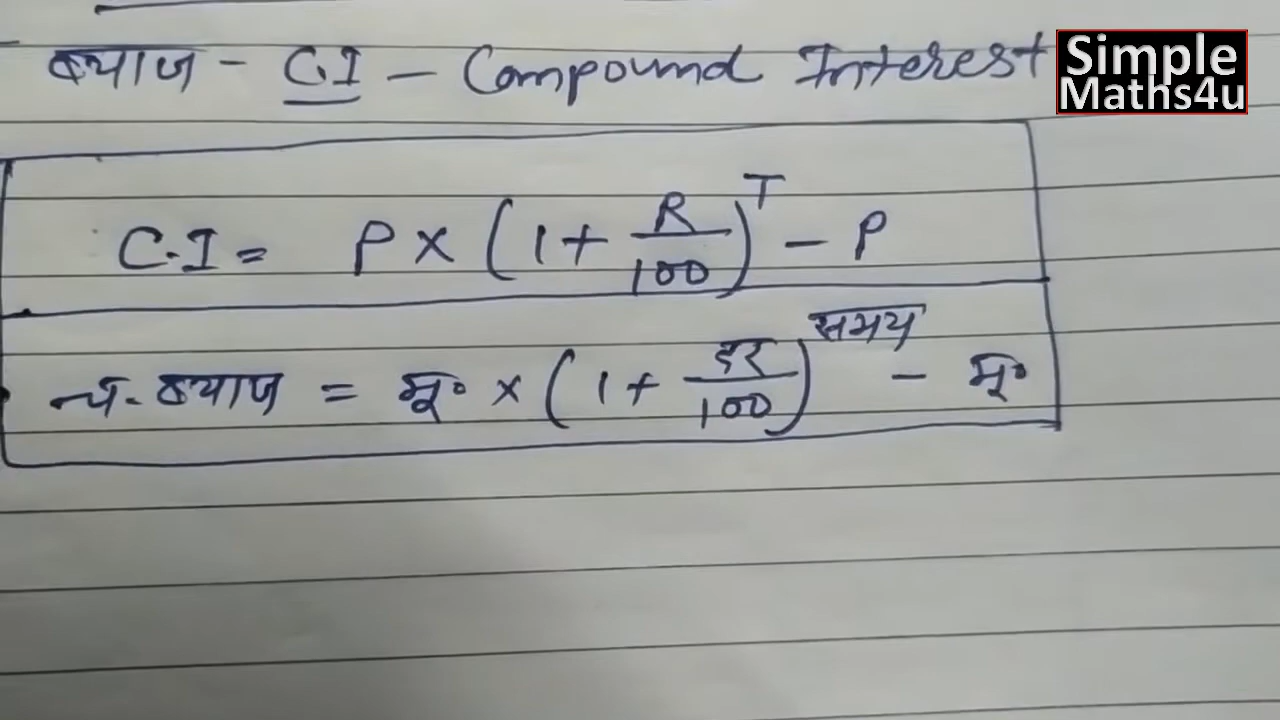 ब्याज - C.I - Compound Interest
Simple
Maths4u
C.I = P × (1 + R/100)^T - P
च. ब्याज = मू॰ × (1 + दर/100)^समय - मू॰